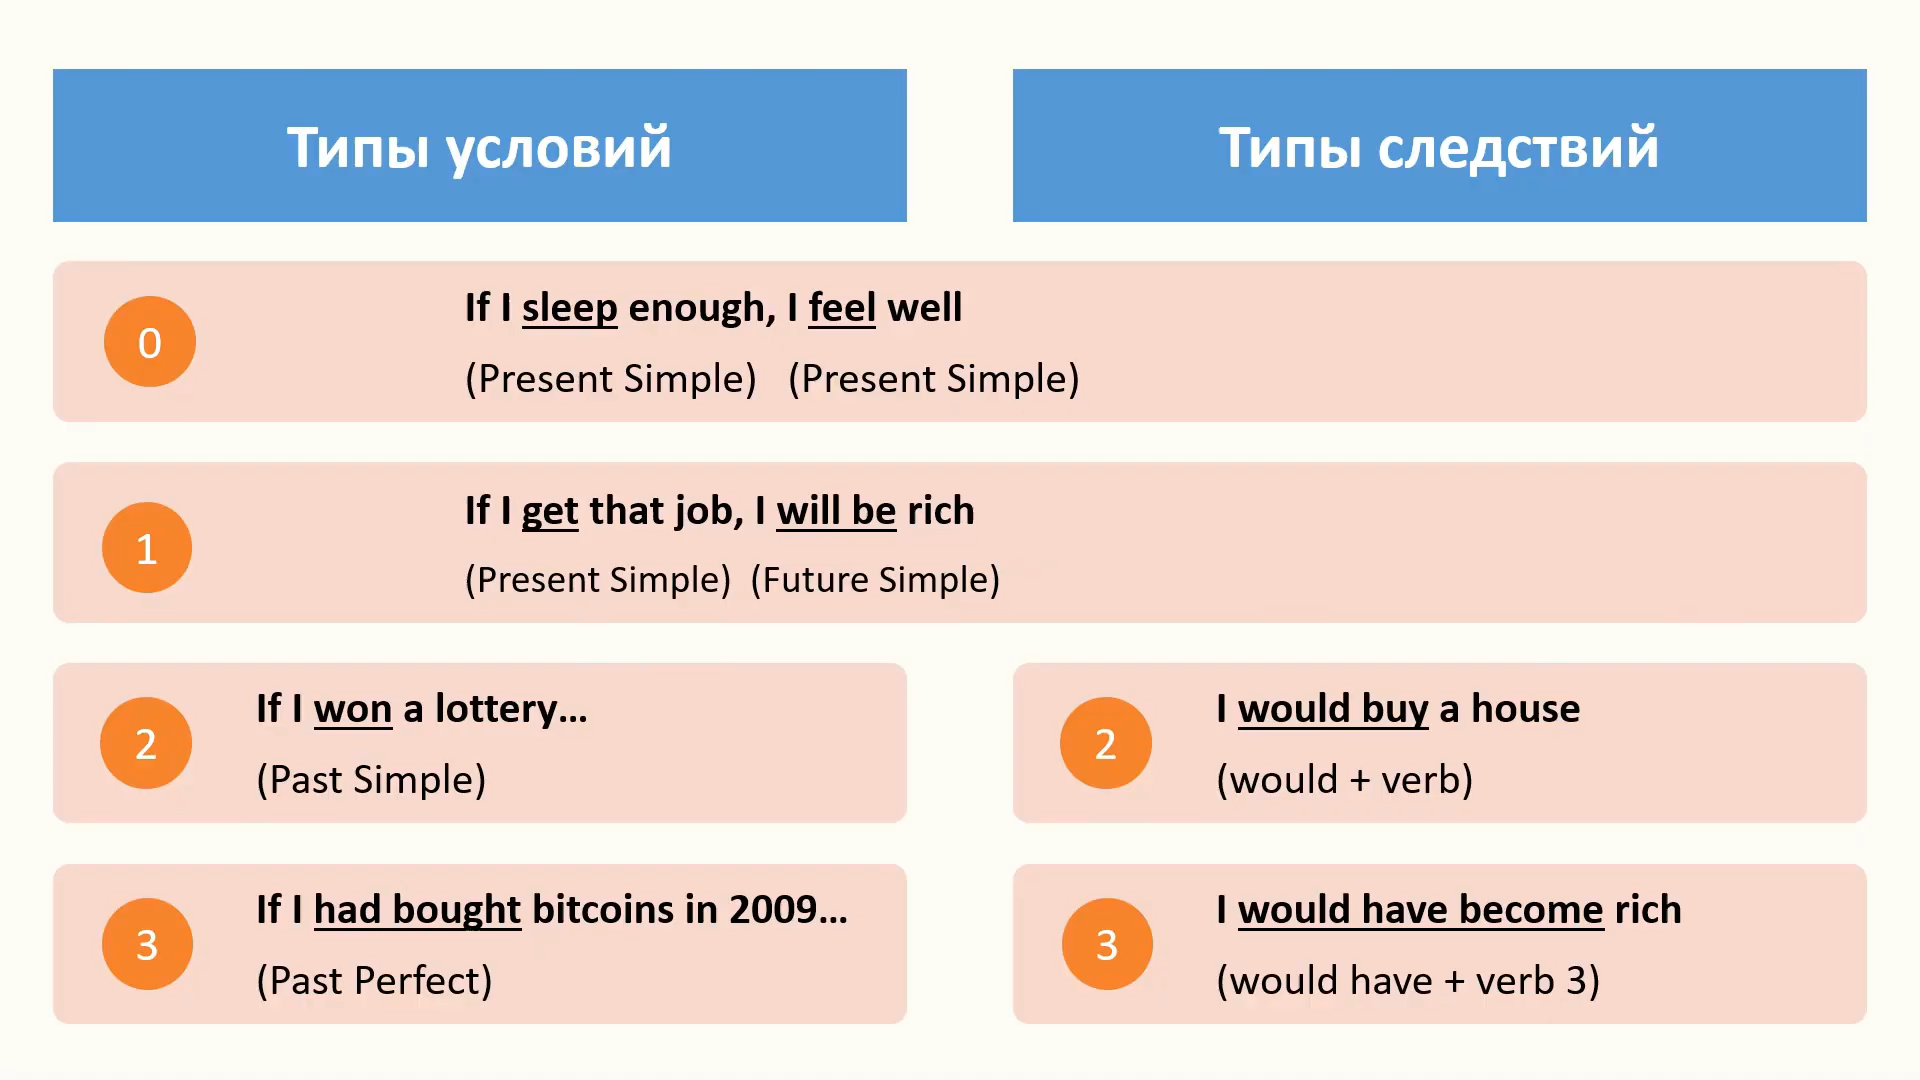 Типы условий
Типы следствий
0
If I sleep enough, I feel well
(Present Simple) (Present Simple)
1
If I get that job, I will be rich
(Present Simple) (Future Simple)
2
If I won a lottery...
(Past Simple)
2
I would buy a house
(would + verb)
3
If I had bought bitcoins in 2009...
(Past Perfect)
3
I would have become rich
(would have + verb 3)